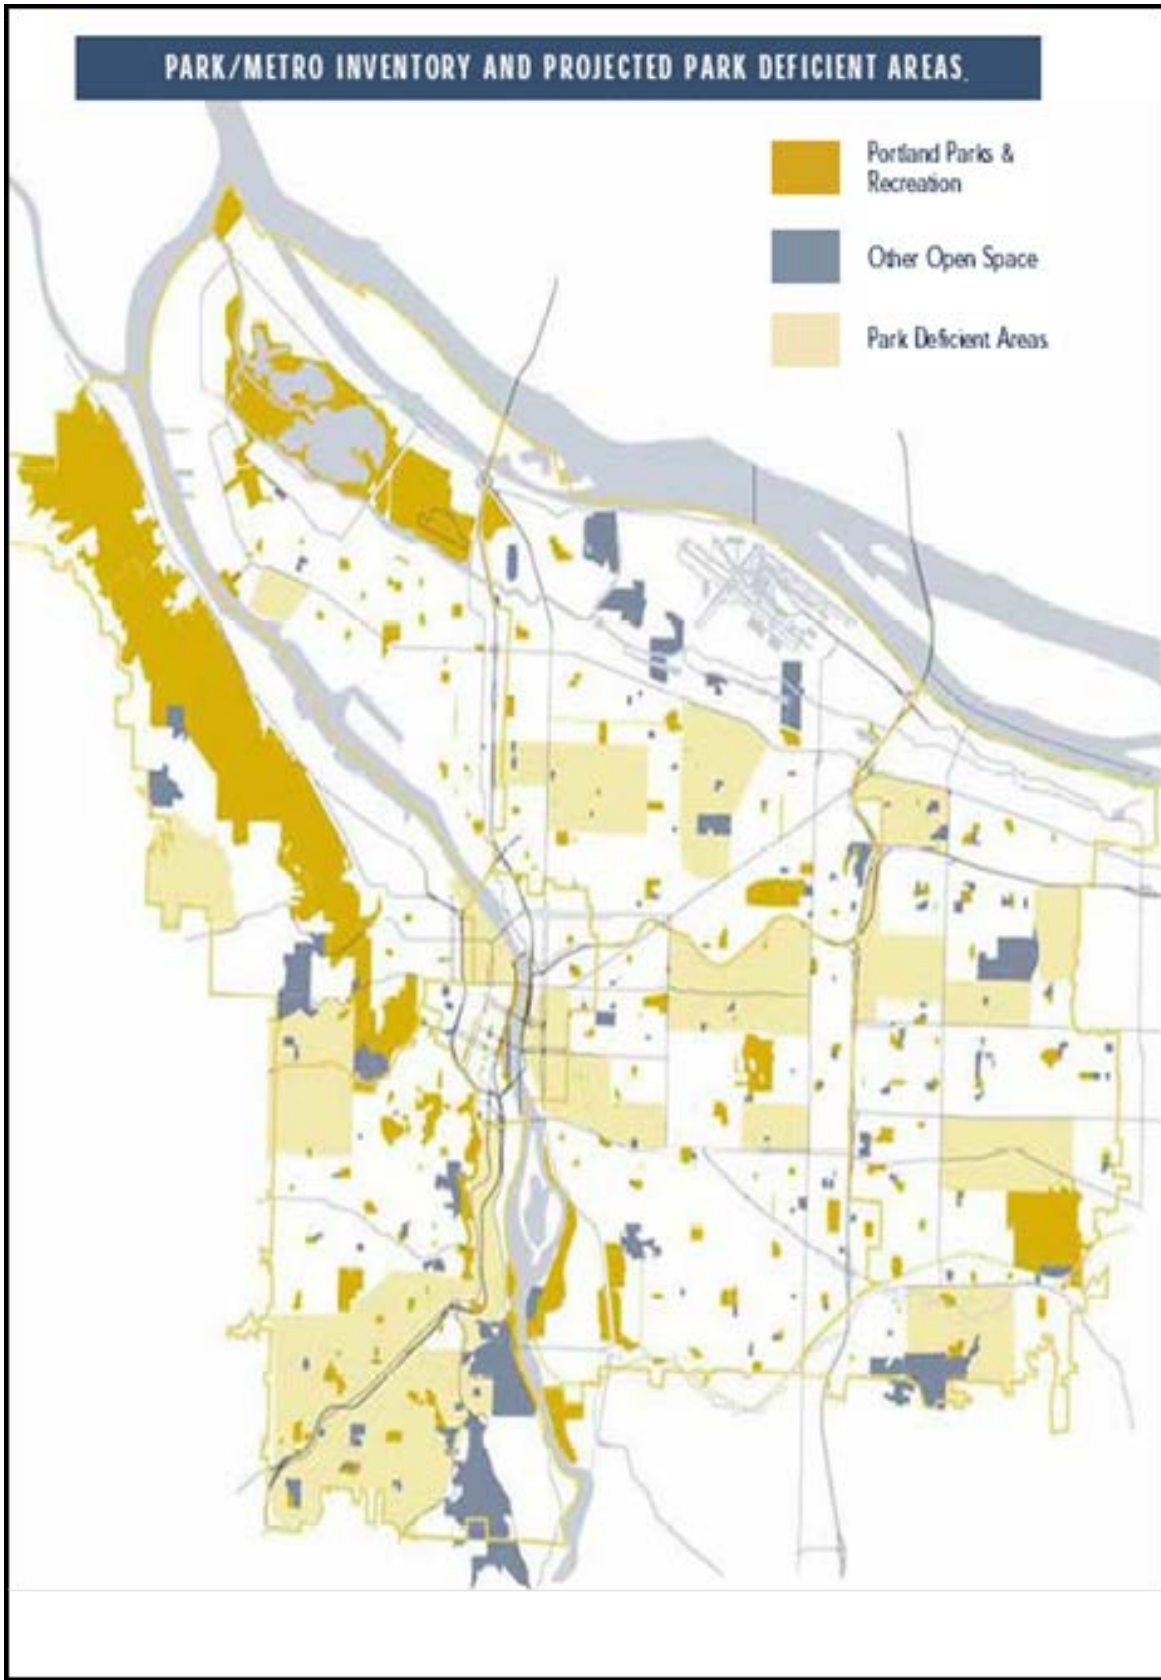 PARK/METRO INVENTORY AND PROJECTED PARK DEFICIENT AREAS.
Portland Parks &
Recreation
Other Open Space
Park Deficient Areas